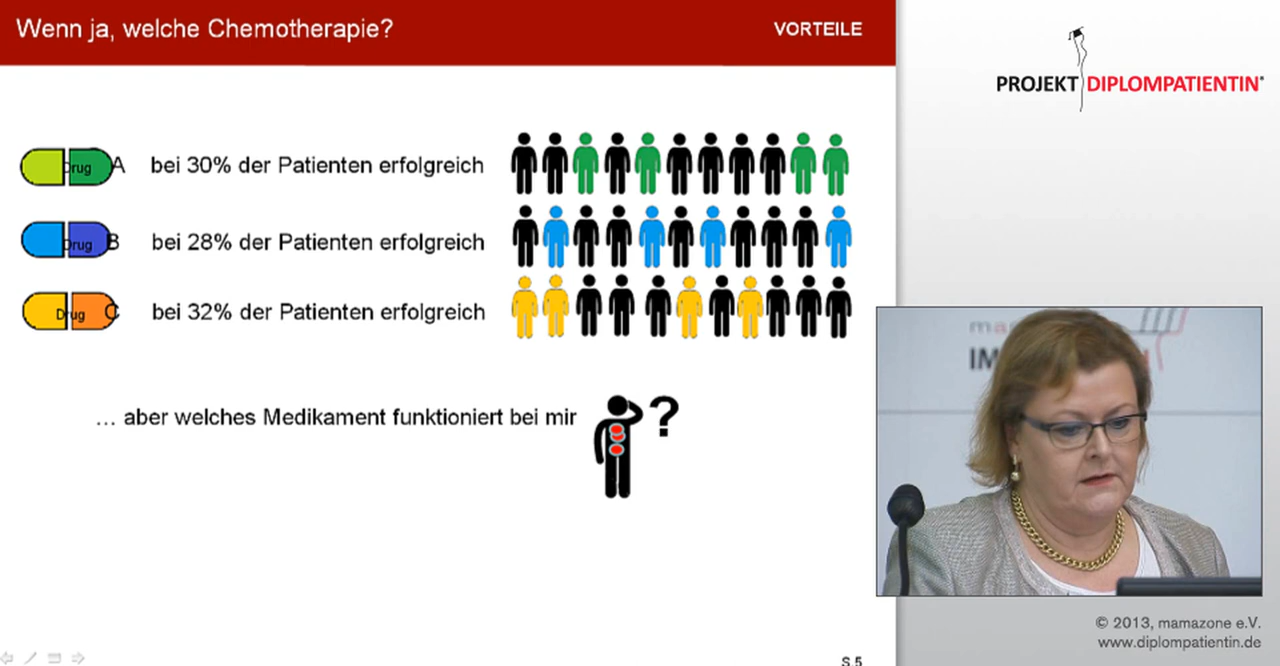 Wenn ja, welche Chemotherapie?
VORTEILE
Drug A bei 30% der Patienten erfolgreich
Drug B bei 28% der Patienten erfolgreich
Drug C bei 32% der Patienten erfolgreich
… aber welches Medikament funktioniert bei mir ?
S.5
PROJEKT DIPLOMPATIENTIN®
© 2013, mamazone e.V.
www.diplompatientin.de